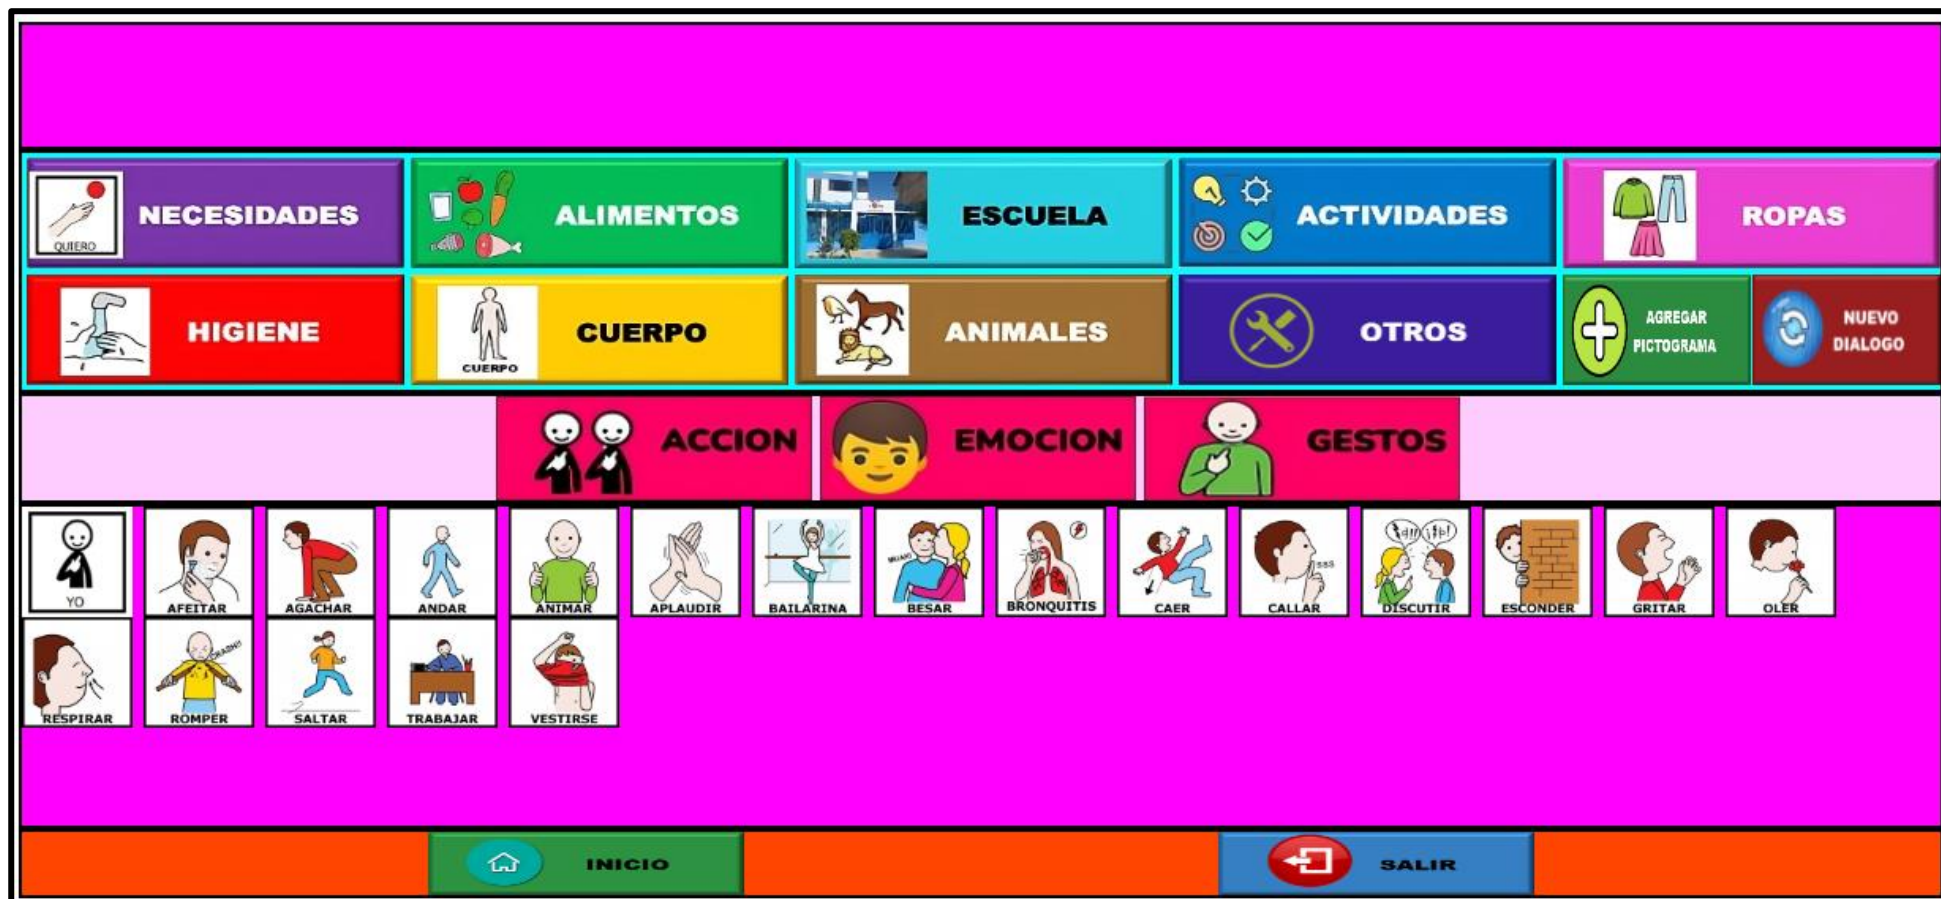 QUIERO
NECESIDADES
ALIMENTOS
ESCUELA
ACTIVIDADES
ROPAS
HIGIENE
CUERPO
CUERPO
ANIMALES
OTROS
AGREGAR
PICTOGRAMA
NUEVO
DIALOGO
ACCION
EMOCION
GESTOS
YO
AFEITAR
AGACHAR
ANDAR
ANIMAR
APLAUDIR
BAILARINA
BESAR
BRONQUITIS
CAER
CALLAR
DISCUTIR
ESCONDER
GRITAR
OLER
RESPIRAR
ROMPER
SALTAR
TRABAJAR
VESTIRSE
INICIO
SALIR